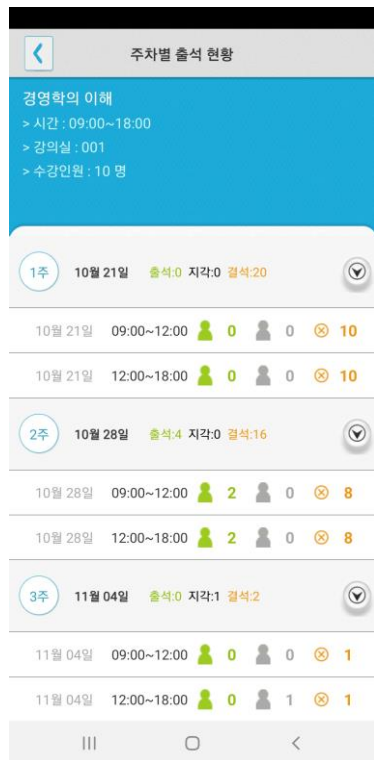 주차별 출석 현황
경영학의 이해
> 시간 : 09:00~18:00
> 강의실 : 001
> 수강인원 : 10 명
1주 10월 21일 출석:0 지각:0 결석:20
10월 21일 09:00~12:00 0 0 10
10월 21일 12:00~18:00 0 0 10
2주 10월 28일 출석:4 지각:0 결석:16
10월 28일 09:00~12:00 2 0 8
10월 28일 12:00~18:00 2 0 8
3주 11월 04일 출석:0 지각:1 결석:2
11월 04일 09:00~12:00 0 0 1
11월 04일 12:00~18:00 0 1 1